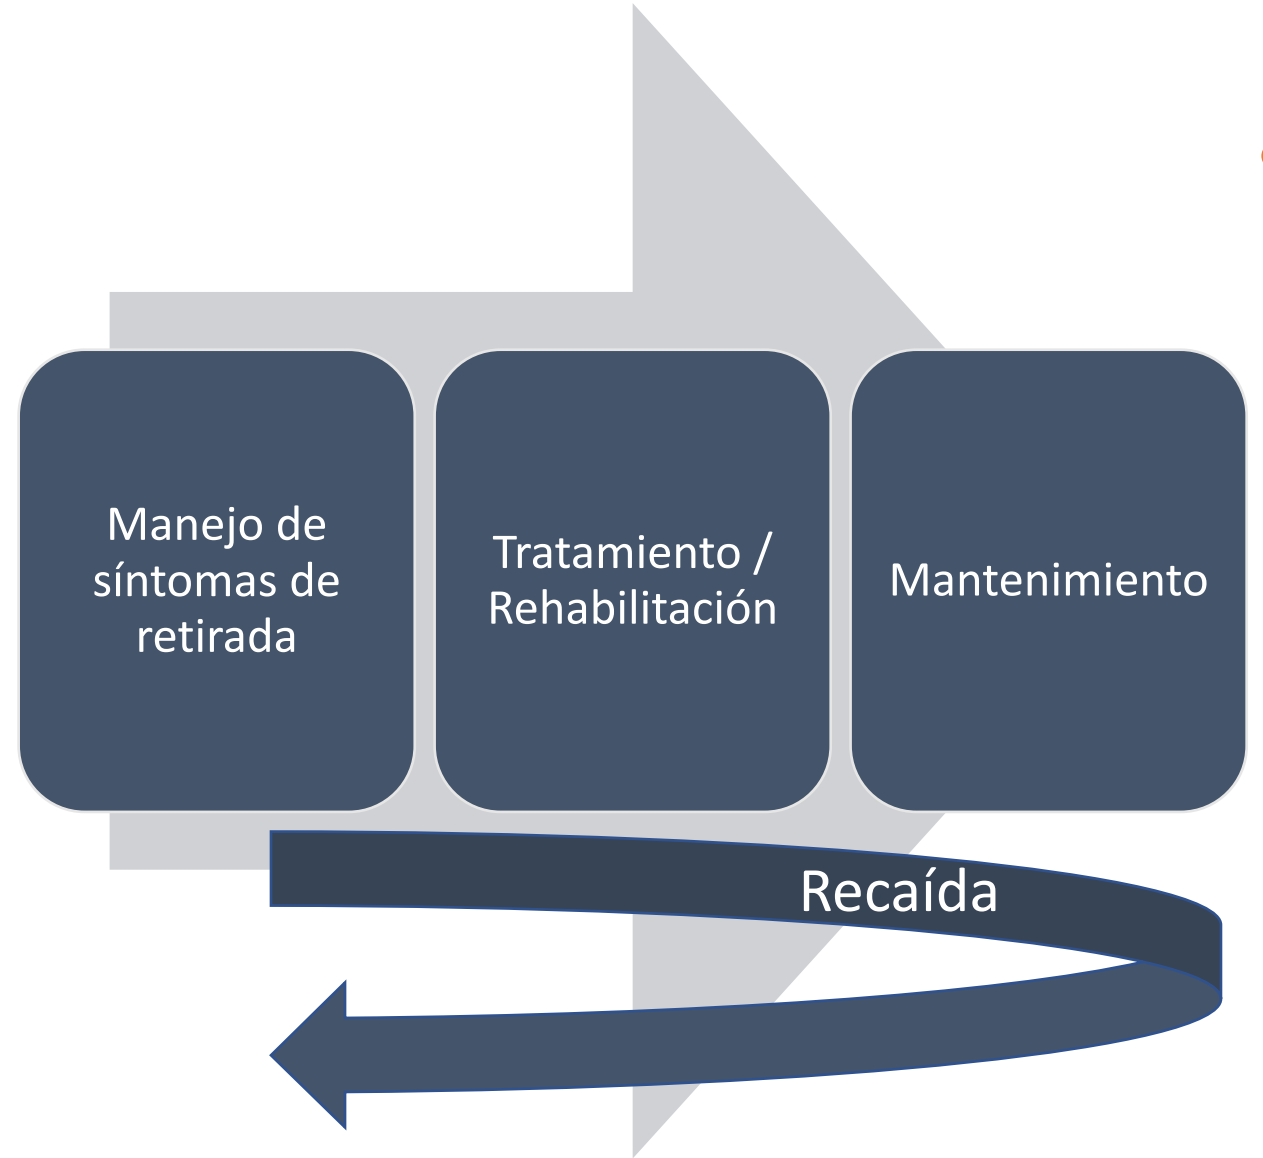 Manejo de
síntomas de
retirada
Tratamiento /
Rehabilitación
Mantenimiento
Recaída